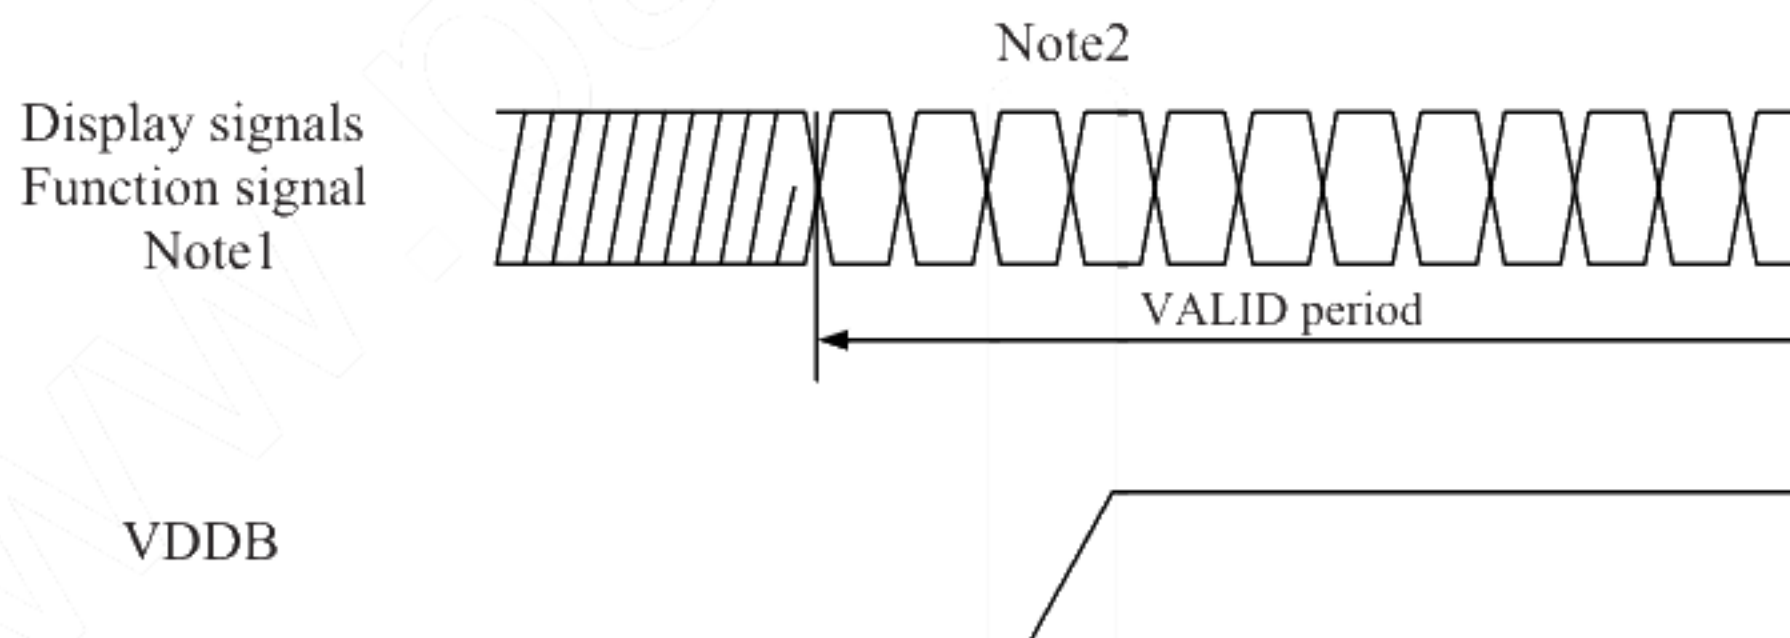 Note2
Display signals
Function signal
Note1
VALID period
VDDB